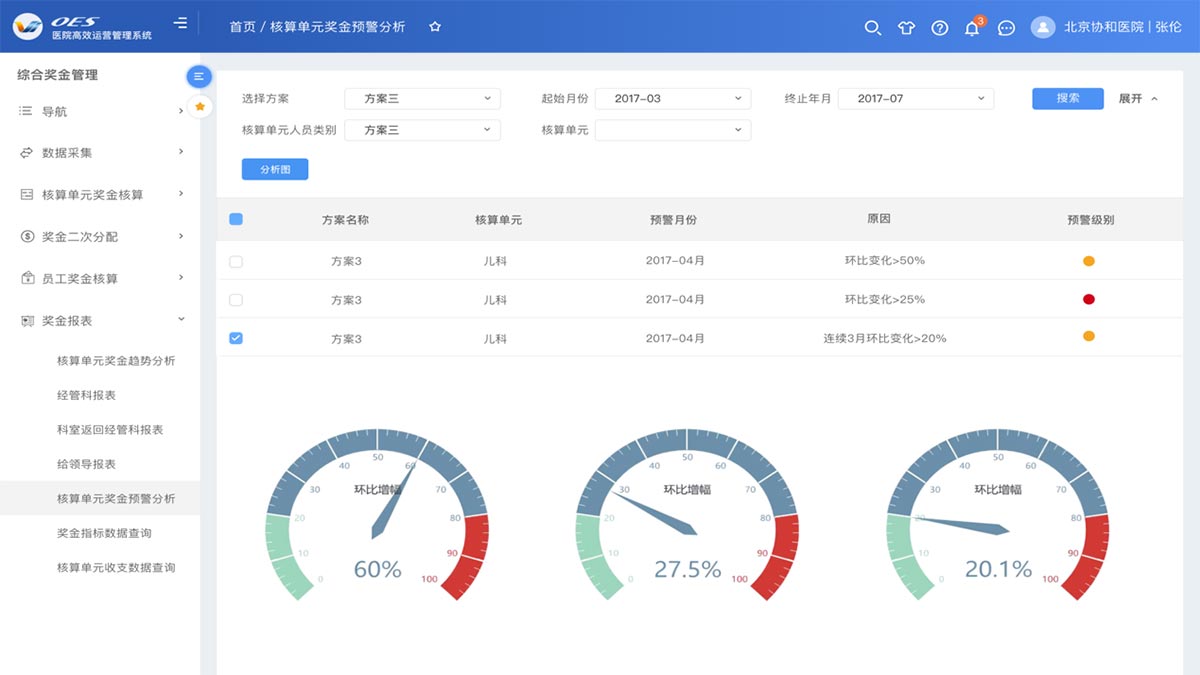 OES
医院高效运营管理系统
首页 / 核算单元奖金预警分析
3
北京协和医院 | 张伦
综合奖金管理
导航
数据采集
核算单元奖金核算
奖金二次分配
员工奖金核算
奖金报表
核算单元奖金趋势分析
经管科报表
科室返回经管科报表
给领导报表
核算单元奖金预警分析
奖金指标数据查询
核算单元收支数据查询
选择方案 方案三 起始月份 2017-03 终止年月 2017-07 搜索 展开
核算单元人员类别 方案三 核算单元
分析图
方案名称 核算单元 预警月份 原因 预警级别
方案3 儿科 2017-04月 环比变化>50%
方案3 儿科 2017-04月 环比变化>25%
方案3 儿科 2017-04月 连续3月环比变化>20%
0 10 20 30 40 50 60 70 80 90 100
环比增幅
60%
0 10 20 30 40 50 60 70 80 90 100
环比增幅
27.5%
0 10 20 30 40 50 60 70 80 90 100
环比增幅
20.1%